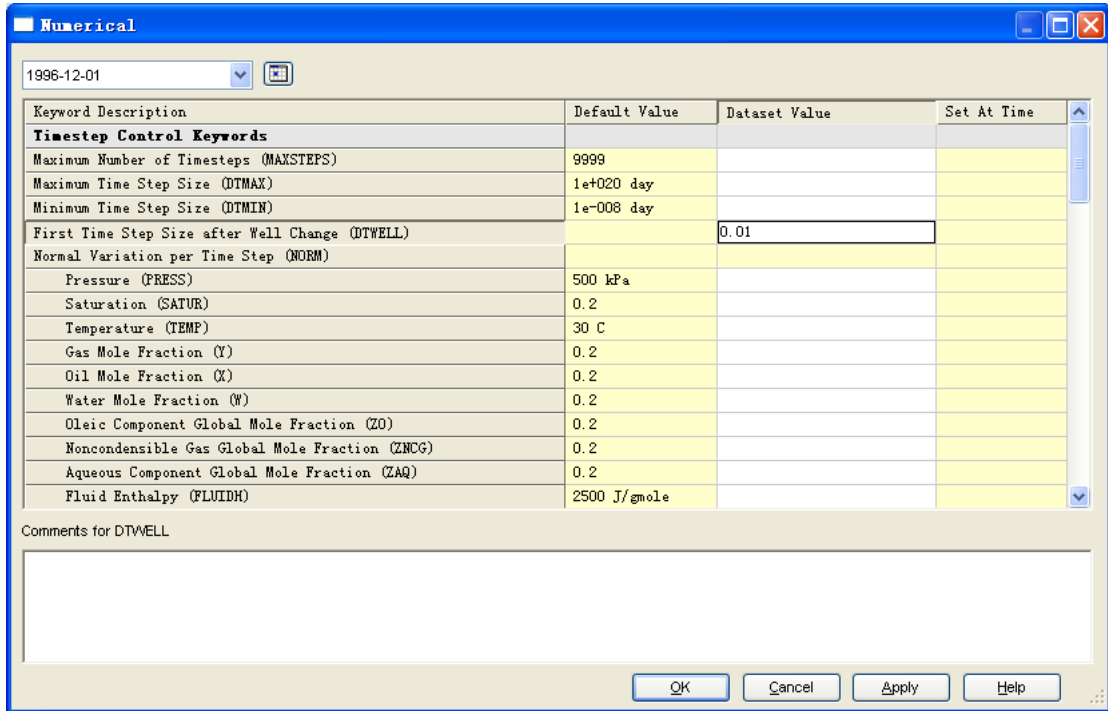 Numerical
1996-12-01
Keyword Description Default Value Dataset Value Set At Time
Timestep Control Keywords
Maximum Number of Timesteps (MAXSTEPS) 9999
Maximum Time Step Size (DTMAX) 1e+020 day
Minimum Time Step Size (DTMIN) 1e-008 day
First Time Step Size after Well Change (DTWELL) 0.01
Normal Variation per Time Step (NORM)
Pressure (PRESS) 500 kPa
Saturation (SATUR) 0.2
Temperature (TEMP) 30 C
Gas Mole Fraction (Y) 0.2
Oil Mole Fraction (X) 0.2
Water Mole Fraction (W) 0.2
Oleic Component Global Mole Fraction (ZO) 0.2
Noncondensible Gas Global Mole Fraction (ZNCG) 0.2
Aqueous Component Global Mole Fraction (ZAQ) 0.2
Fluid Enthalpy (FLUIDH) 2500 J/gmole
Comments for DTWELL
OK Cancel Apply Help